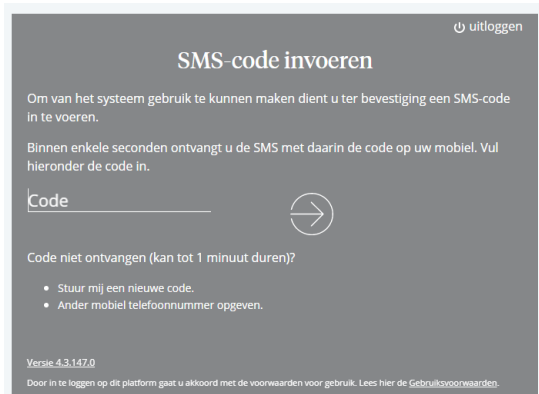 uitloggen
SMS-code invoeren
Om van het systeem gebruik te kunnen maken dient u ter bevestiging een SMS-code
in te voeren.
Binnen enkele seconden ontvangt u de SMS met daarin de code op uw mobiel. Vul
hieronder de code in.
Code
Code niet ontvangen (kan tot 1 minuut duren)?
Stuur mij een nieuwe code.
Ander mobiel telefoonnummer opgeven.
Versie 4.3.147.0
Door in te loggen op dit platform gaat u akkoord met de voorwaarden voor gebruik. Lees hier de Gebruiksvoorwaarden.